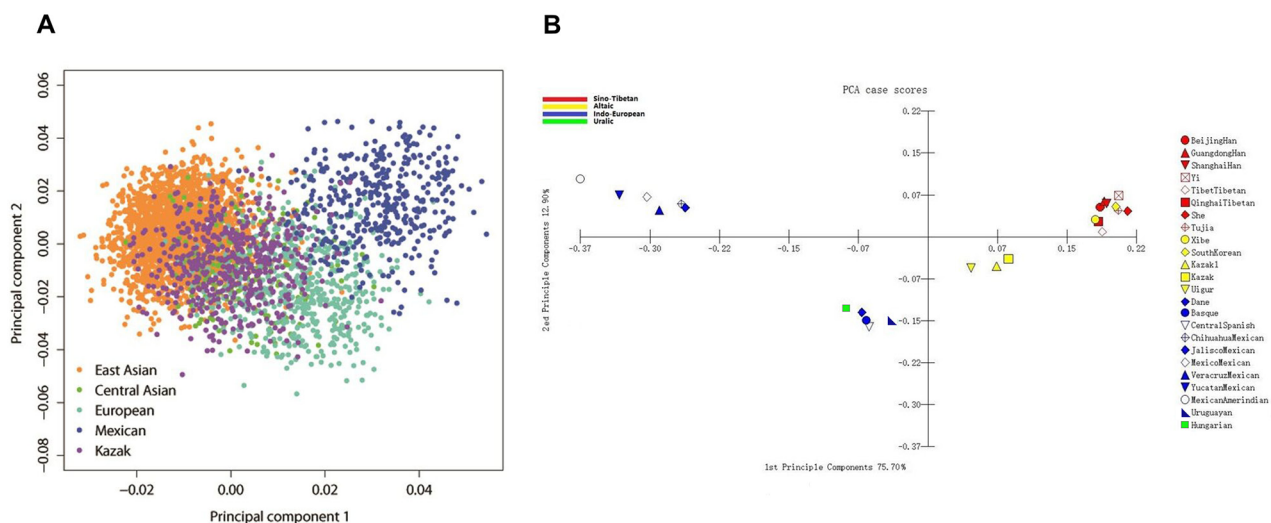 A
B
0.06
0.04
0.02
0.00
−0.02
−0.04
−0.06
−0.08
Principal component 2
East Asian
Central Asian
European
Mexican
Kazak
−0.02
0.00
0.02
0.04
Principal component 1
Sino-Tibetan
Altaic
Indo-European
Uralic
PCA case scores
0.22
0.15
0.07
-0.37
-0.30
-0.22
-0.15
-0.07
0.07
0.15
0.22
-0.07
-0.15
-0.22
-0.30
-0.37
2ed Principle Components 12.90%
1st Principle Components 75.70%
BeijingHan
GuangdongHan
ShanghaiHan
Yi
TibetTibetan
QinghaiTibetan
She
Tujia
Xibe
SouthKorean
Kazak1
Kazak
Uigur
Dane
Basque
CentralSpanish
ChihuahuaMexican
JaliscoMexican
MexicoMexican
VeracruzMexican
YucatanMexican
MexicanAmerindian
Uruguayan
Hungarian